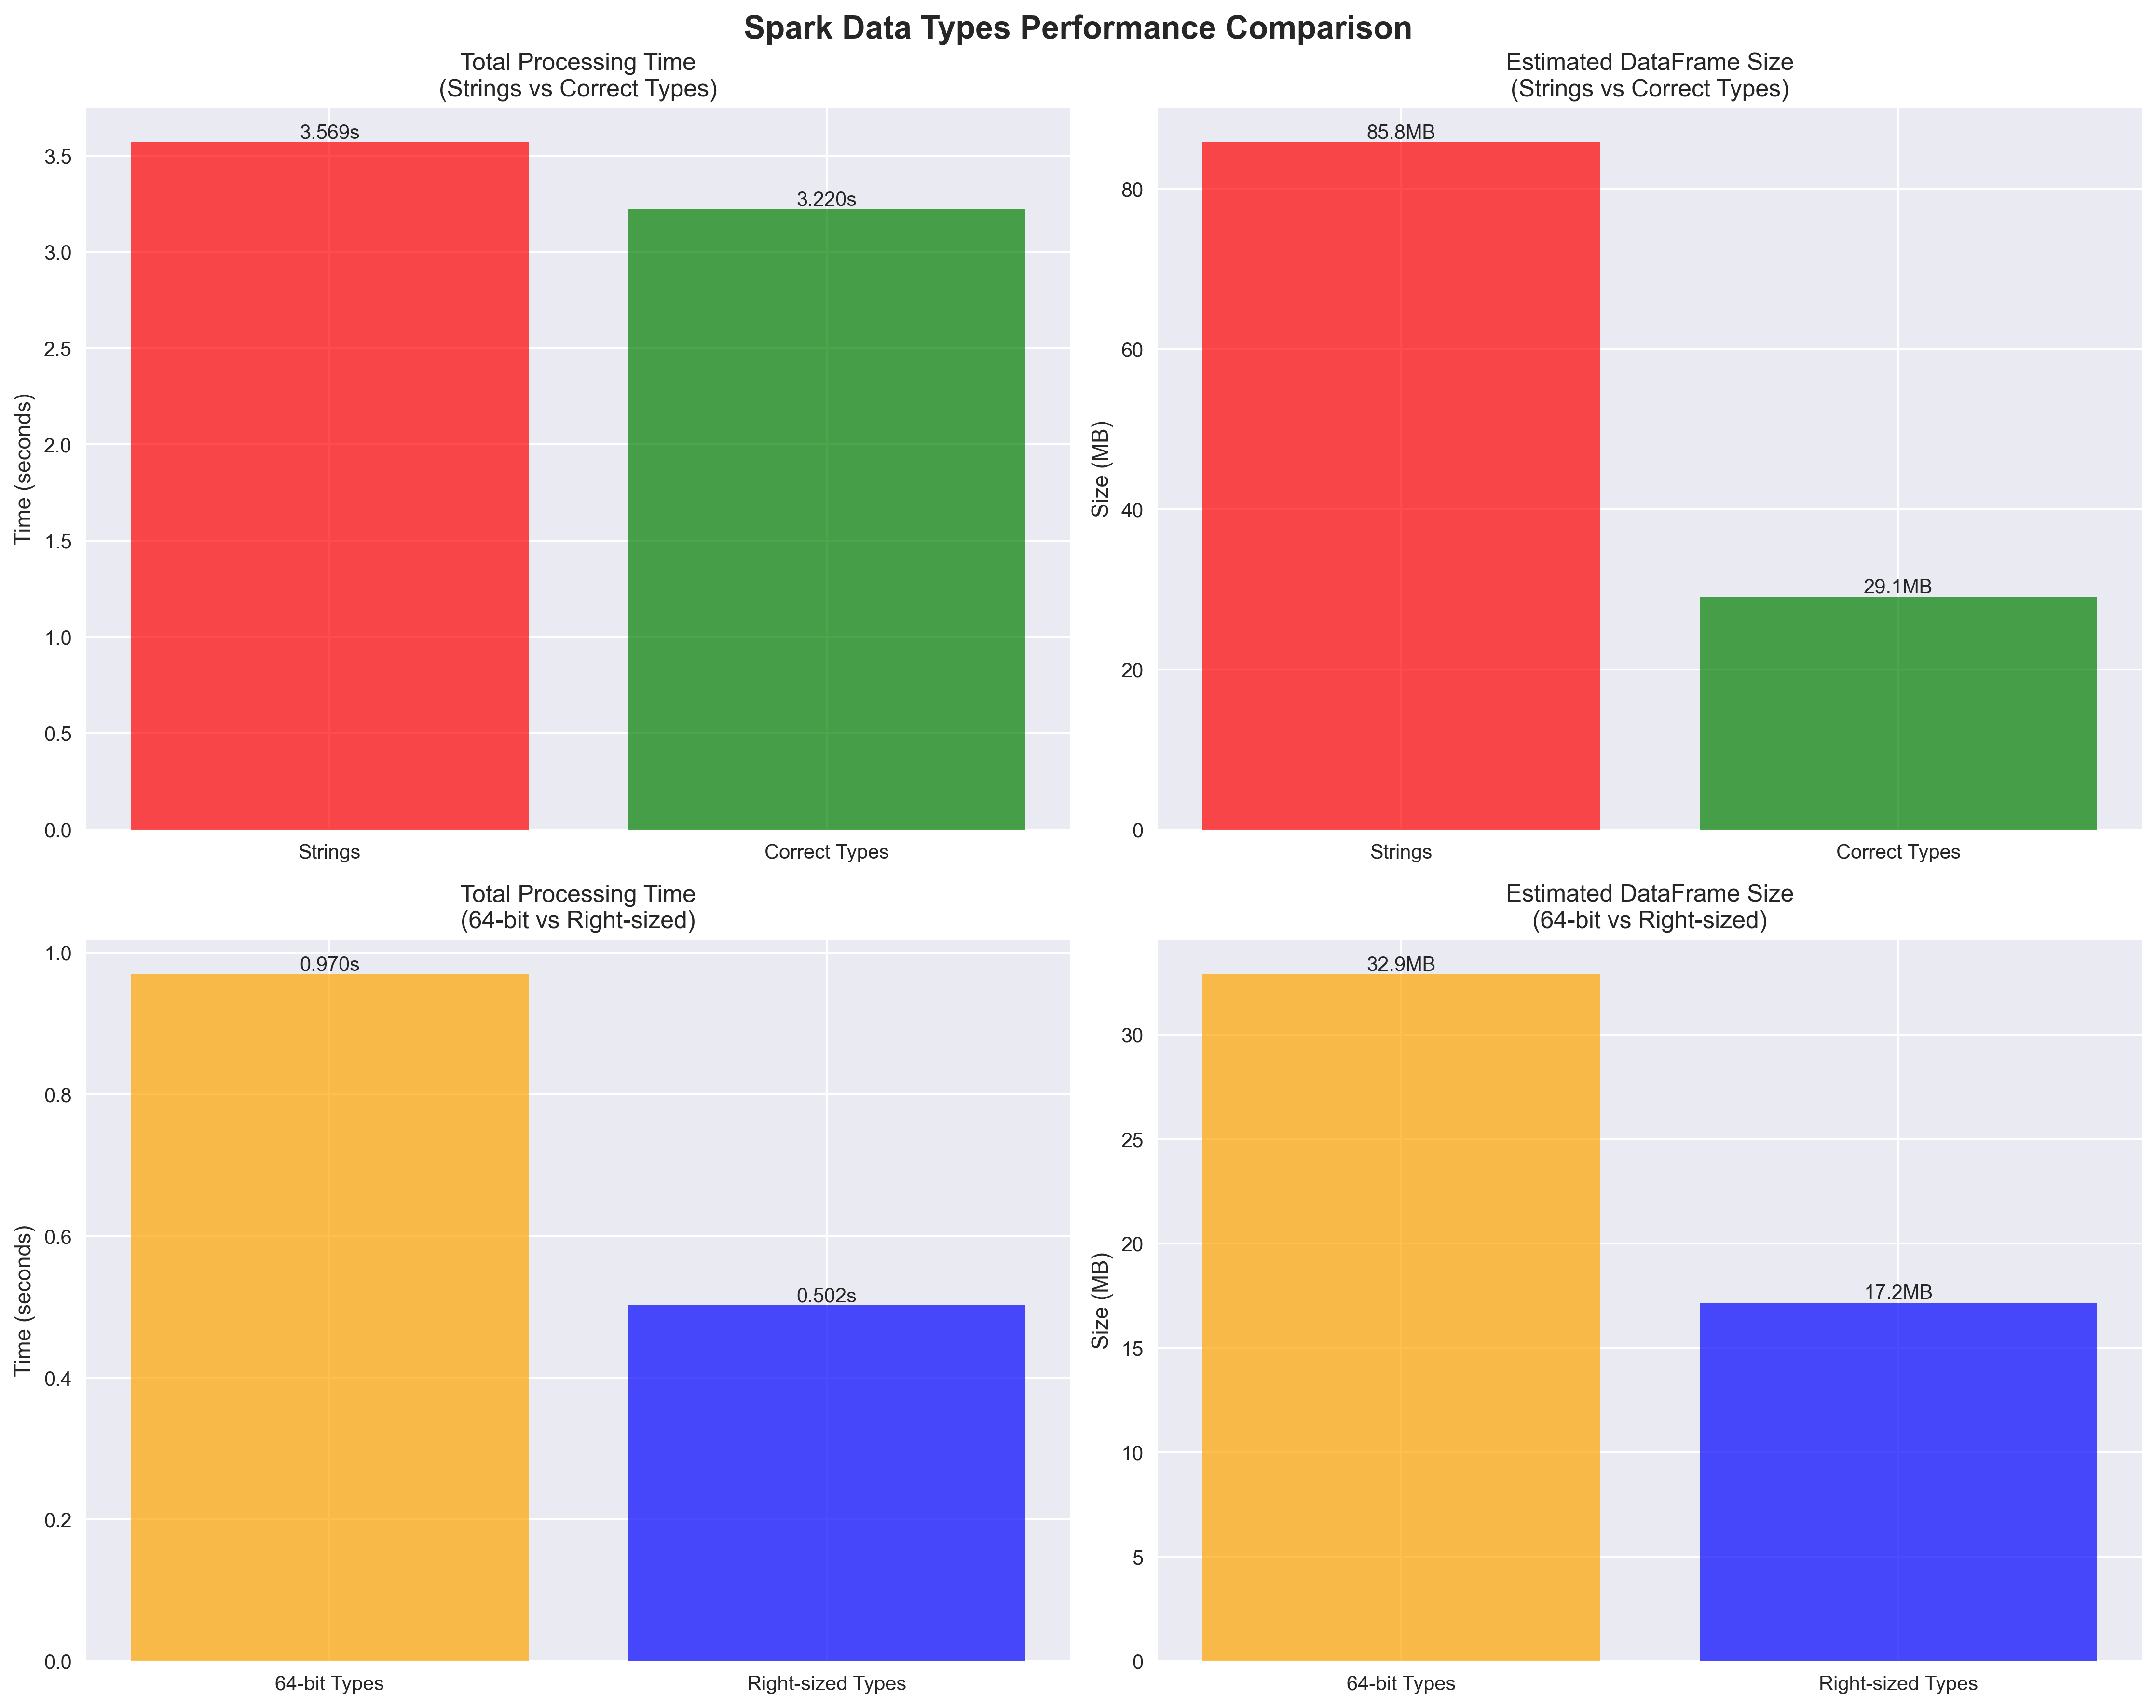 Spark Data Types Performance Comparison
Total Processing Time
(Strings vs Correct Types)
3.569s
3.220s
3.5
3.0
2.5
2.0
1.5
1.0
0.5
0.0
Time (seconds)
Strings
Correct Types
Estimated DataFrame Size
(Strings vs Correct Types)
85.8MB
29.1MB
80
60
40
20
0
Size (MB)
Strings
Correct Types
Total Processing Time
(64-bit vs Right-sized)
0.970s
0.502s
1.0
0.8
0.6
0.4
0.2
0.0
Time (seconds)
64-bit Types
Right-sized Types
Estimated DataFrame Size
(64-bit vs Right-sized)
32.9MB
17.2MB
30
25
20
15
10
5
0
Size (MB)
64-bit Types
Right-sized Types